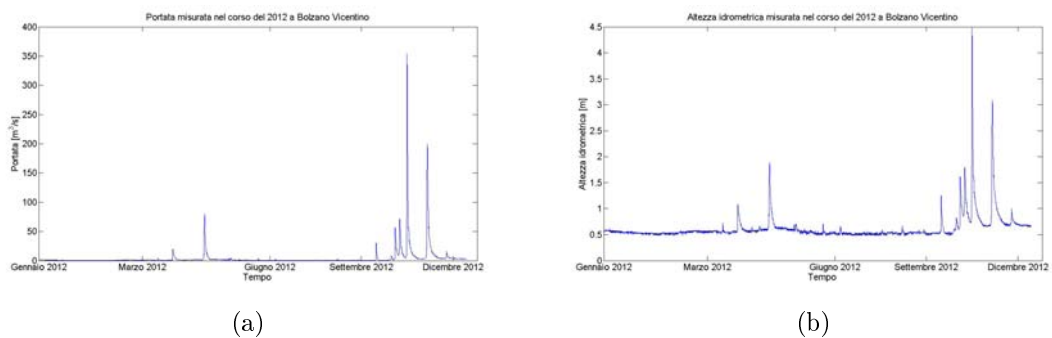 Portata misurata nel corso del 2012 a Bolzano Vicentino
400
350
300
250
200
150
100
50
0
Portata [m³/s]
Gennaio 2012 Marzo 2012 Giugno 2012 Settembre 2012 Dicembre 2012
Tempo
(a)
Altezza idrometrica misurata nel corso del 2012 a Bolzano Vicentino
4.5
4
3.5
3
2.5
2
1.5
1
0.5
0
Altezza idrometrica [m]
Gennaio 2012 Marzo 2012 Giugno 2012 Settembre 2012 Dicembre 2012
Tempo
(b)